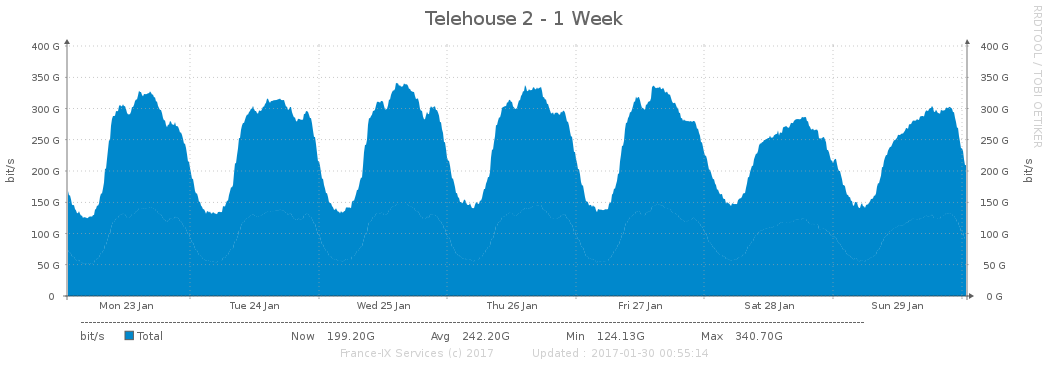 Telehouse 2 - 1 Week
RRDTOOL / TOBI OETIKER
400 G 400 G
350 G 350 G
300 G 300 G
250 G 250 G
200 G 200 G
150 G 150 G
100 G 100 G
50 G 50 G
0 0 G
bit/s
bit/s
Mon 23 Jan Tue 24 Jan Wed 25 Jan Thu 26 Jan Fri 27 Jan Sat 28 Jan Sun 29 Jan
bit/s Total Now 199.20G Avg 242.20G Min 124.13G Max 340.70G
France-IX Services (c) 2017 Updated : 2017-01-30 00:55:14